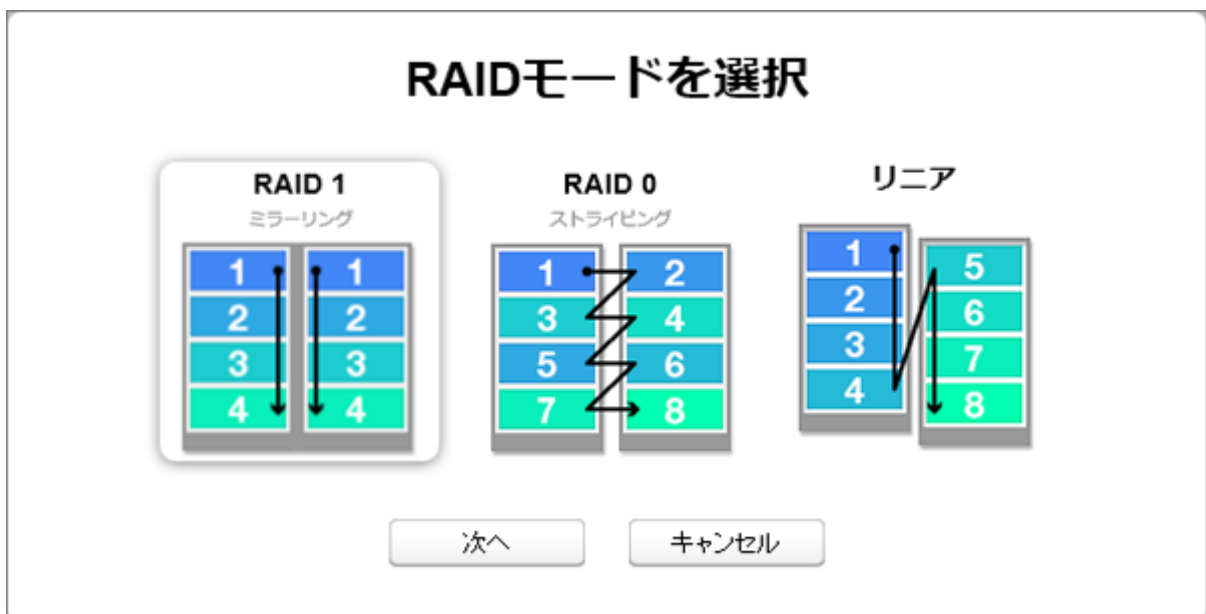 RAIDモードを選択
RAID 1
ミラーリング
1 1
2 2
3 3
4 4
RAID 0
ストライピング
1 2
3 4
5 6
7 8
リニア
1 5
2 6
3 7
4 8
次へ キャンセル